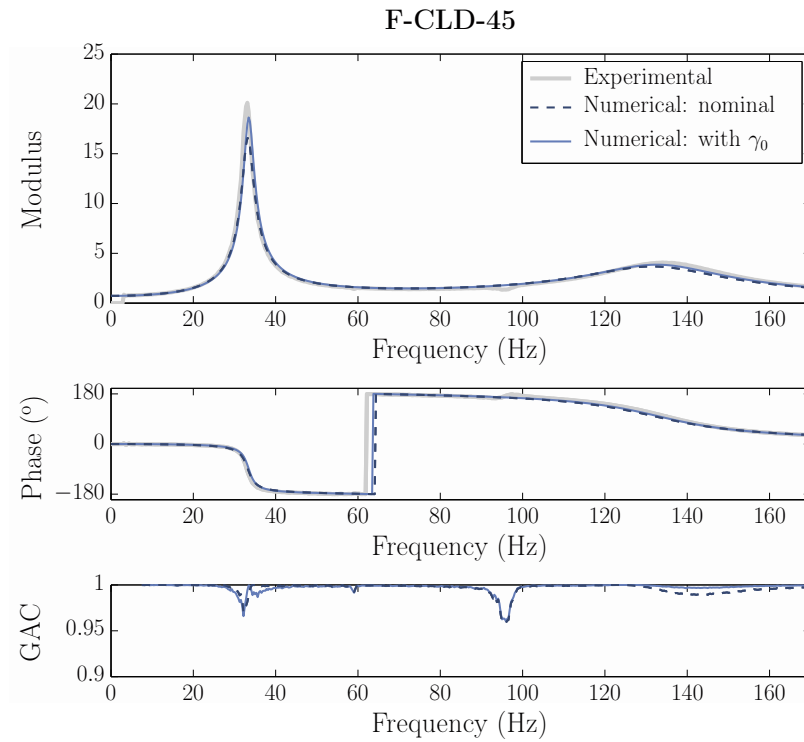 F-CLD-45
25
20
15
10
5
0
Modulus
Experimental
Numerical: nominal
Numerical: with γ₀
0 20 40 60 80 100 120 140 160
Frequency (Hz)
180
0
−180
Phase (°)
0 20 40 60 80 100 120 140 160
Frequency (Hz)
1
0.95
0.9
GAC
0 20 40 60 80 100 120 140 160
Frequency (Hz)